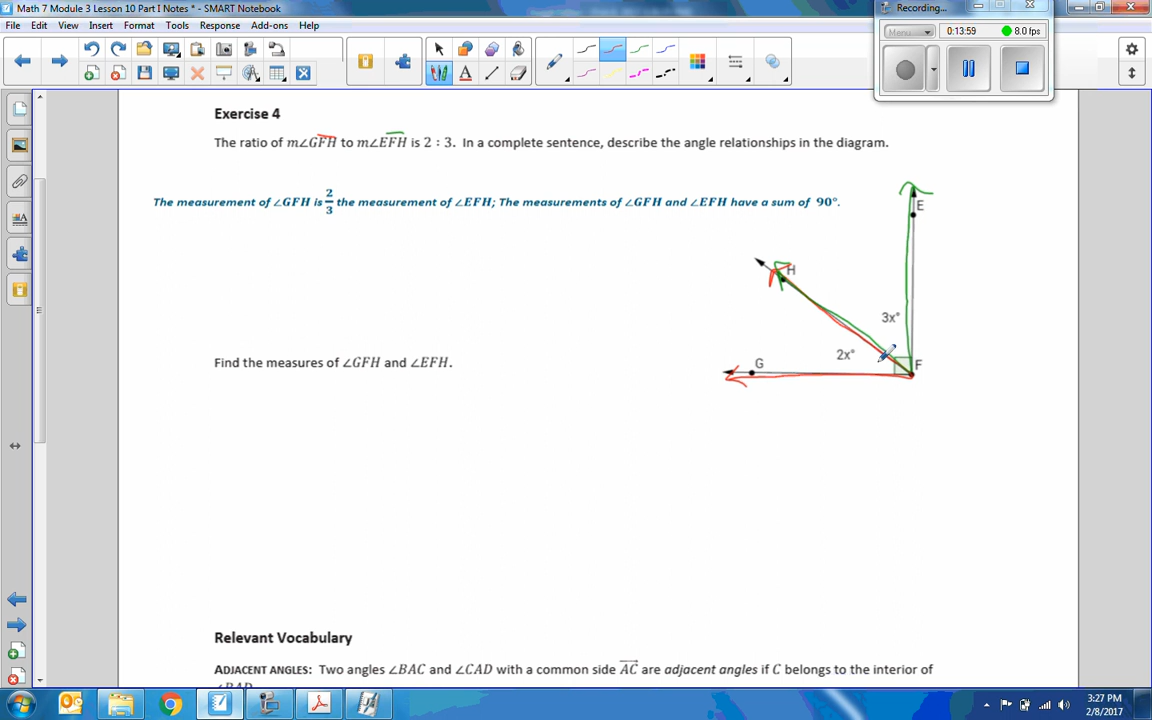 Math 7 Module 3 Lesson 10 Part I Notes * - SMART Notebook
Recording...
File Edit View Insert Format Tools Response Add-ons Help
Menu 0:13:59 8.0 fps
Exercise 4
The ratio of m∠GFH to m∠EFH is 2 : 3. In a complete sentence, describe the angle relationships in the diagram.
The measurement of ∠GFH is 2/3 the measurement of ∠EFH; The measurements of ∠GFH and ∠EFH have a sum of 90°.
E
H
3x°
2x°
G
F
Find the measures of ∠GFH and ∠EFH.
Relevant Vocabulary
ADJACENT ANGLES: Two angles ∠BAC and ∠CAD with a common side AC are adjacent angles if C belongs to the interior of
∠BAD.
3:27 PM
2/8/2017